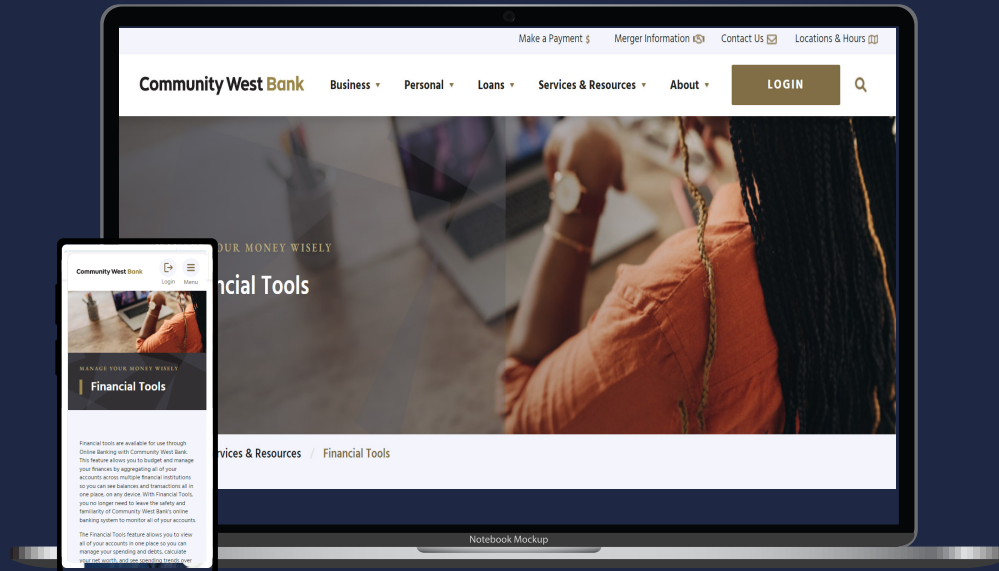 Make a Payment $ Merger Information Contact Us Locations & Hours
Community West Bank Business Personal Loans Services & Resources About LOGIN
OUR MONEY WISELY
ncial Tools
rvices & Resources / Financial Tools
Community West Bank
Login Menu
MANAGE YOUR MONEY WISELY
Financial Tools
Financial tools are available for use through
Online Banking with Community West Bank.
This feature allows you to budget and manage
your finances by aggregating all of your
accounts across multiple financial institutions
so you can see balances and transactions all in
one place, on any device. With Financial Tools,
you no longer need to leave the safety and
familiarity of Community West Bank's online
banking system to monitor all of your accounts.
The Financial Tools feature allows you to view
all of your accounts in one place so you can
manage your spending and debts, calculate
your net worth, and see spending trends over
Notebook Mockup